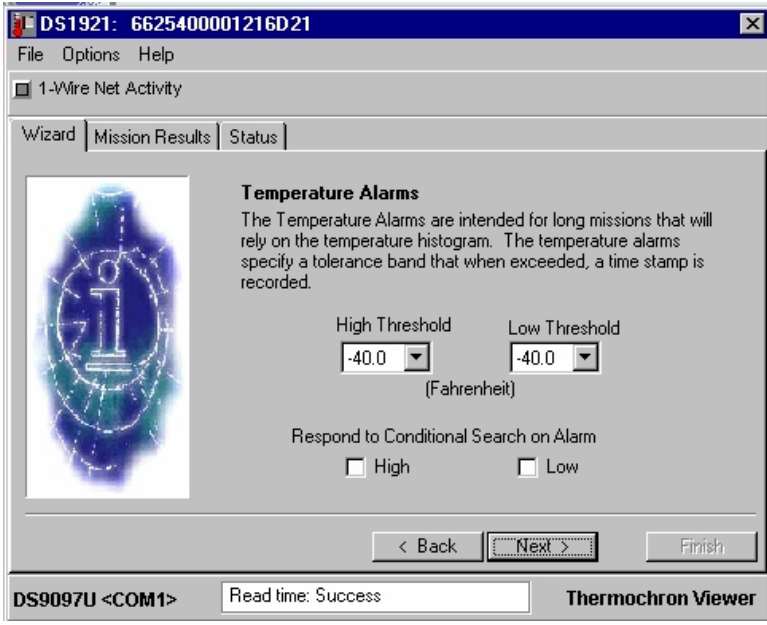 DS1921: 6625400001216D21
File Options Help
1-Wire Net Activity
Wizard Mission Results Status
Temperature Alarms
The Temperature Alarms are intended for long missions that will
rely on the temperature histogram. The temperature alarms
specify a tolerance band that when exceeded, a time stamp is
recorded.
High Threshold Low Threshold
-40.0 -40.0
(Fahrenheit)
Respond to Conditional Search on Alarm
High Low
< Back Next > Finish
DS9097U <COM1> Read time: Success Thermochron Viewer